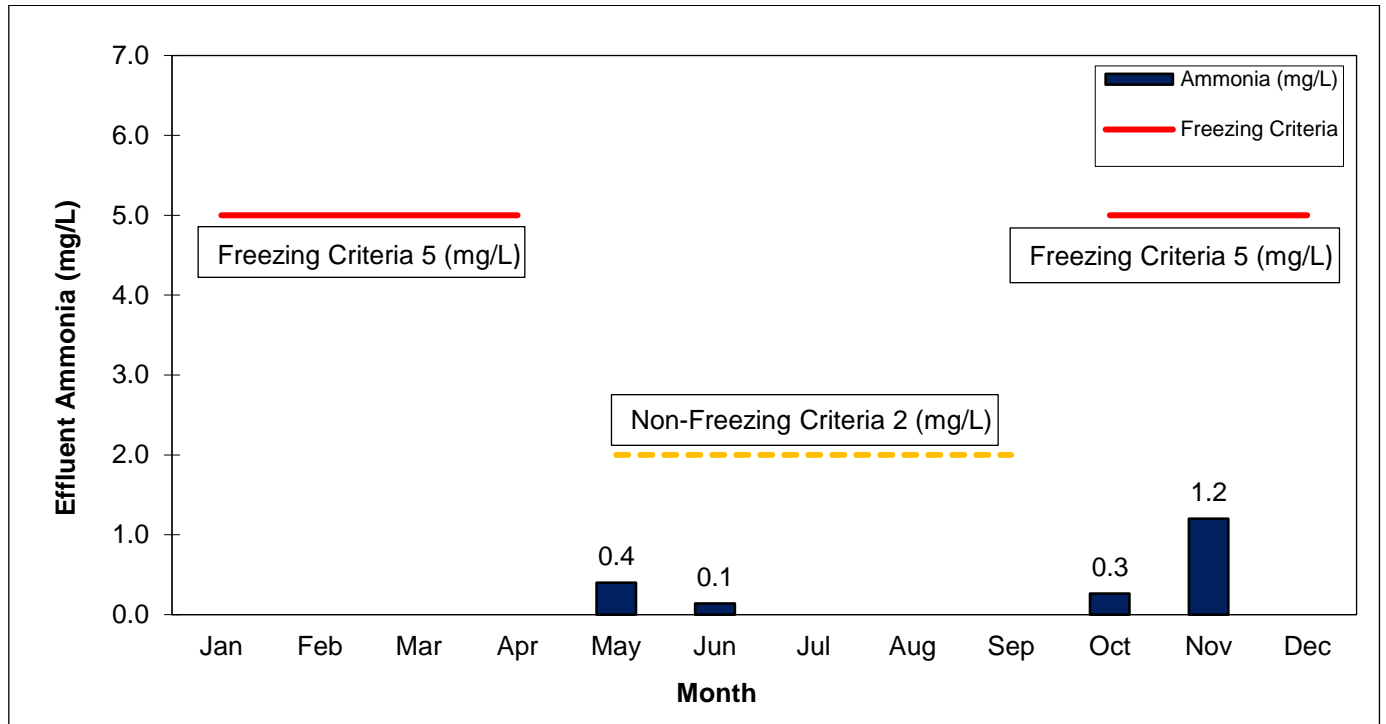 7.0
6.0
5.0
4.0
3.0
2.0
1.0
0.0
Effluent Ammonia (mg/L)
Ammonia (mg/L)
Freezing Criteria
Freezing Criteria 5 (mg/L)
Freezing Criteria 5 (mg/L)
Non-Freezing Criteria 2 (mg/L)
0.4
0.1
0.3
1.2
Jan Feb Mar Apr May Jun Jul Aug Sep Oct Nov Dec
Month